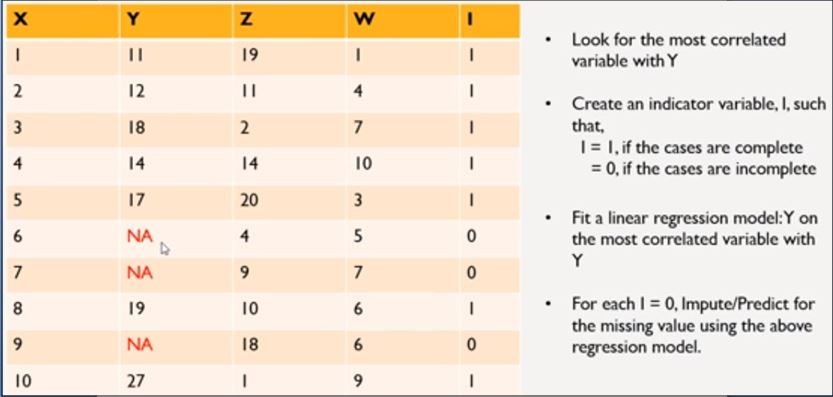 X Y Z W I
1 11 19 1 1
2 12 11 4 1
3 18 2 7 1
4 14 14 10 1
5 17 20 3 1
6 NA 4 5 0
7 NA 9 7 0
8 19 10 6 1
9 NA 18 6 0
10 27 1 9 1
• Look for the most correlated
variable with Y
• Create an indicator variable, I, such
that,
I = 1, if the cases are complete
= 0, if the cases are incomplete
• Fit a linear regression model: Y on
the most correlated variable with
Y
• For each I = 0, Impute/Predict for
the missing value using the above
regression model.